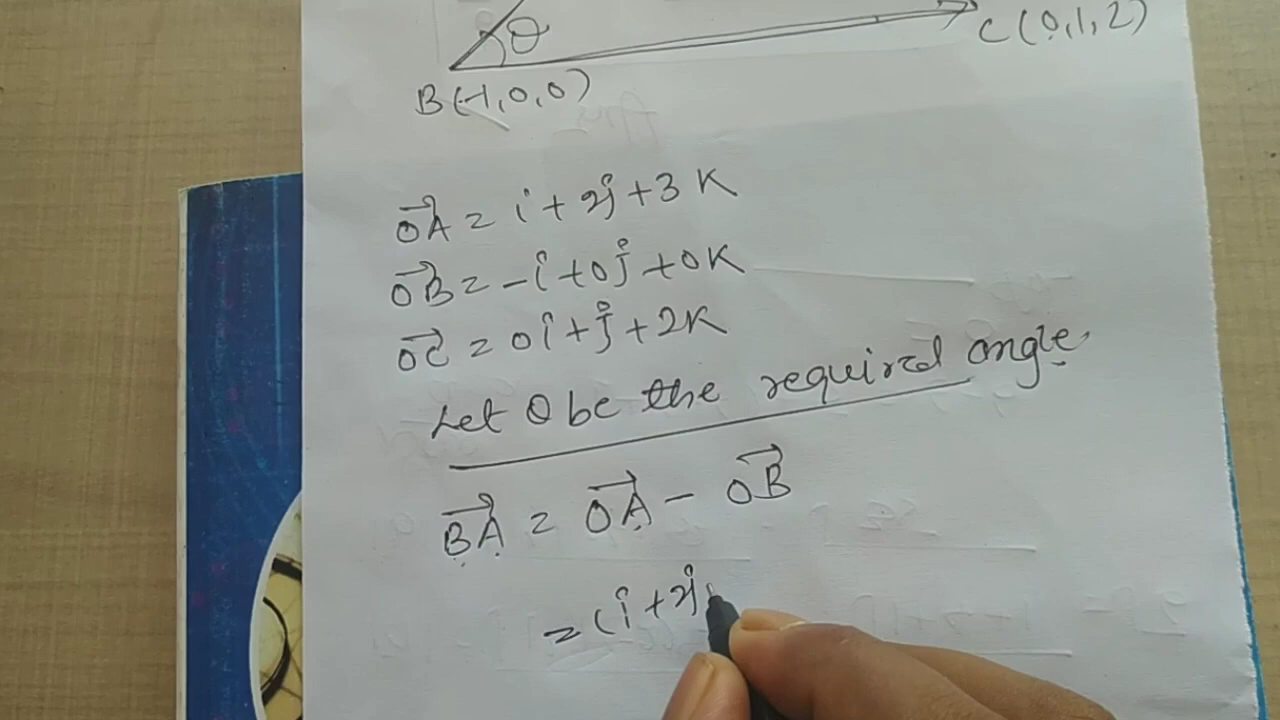 θ
C(0,1,2)
B(-1,0,0)
OA = i + 2j + 3K
OB = -i + 0j + 0K
OC = 0i + j + 2K
Let θ be the required angle
BA = OA - OB
= (i + 2j